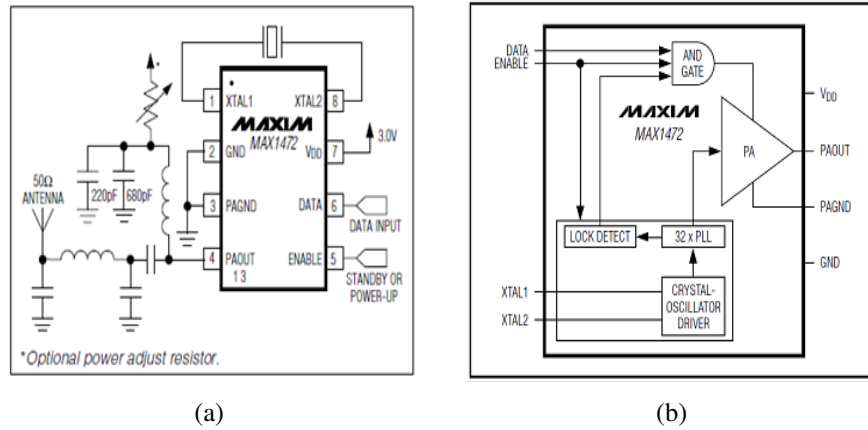 *
1
XTAL1
XTAL2
8
MAXIM
MAX1472
2
GND
VDD
7
3.0V
50Ω
ANTENNA
220pF
680pF
3
PAGND
DATA
6
DATA INPUT
4
PAOUT
ENABLE
5
1 3
STANDBY OR
POWER-UP
*Optional power adjust resistor.
(a)
DATA
ENABLE
AND
GATE
VDD
MAXIM
MAX1472
PA
PAOUT
LOCK DETECT
32 x PLL
PAGND
GND
XTAL1
XTAL2
CRYSTAL-
OSCILLATOR
DRIVER
(b)